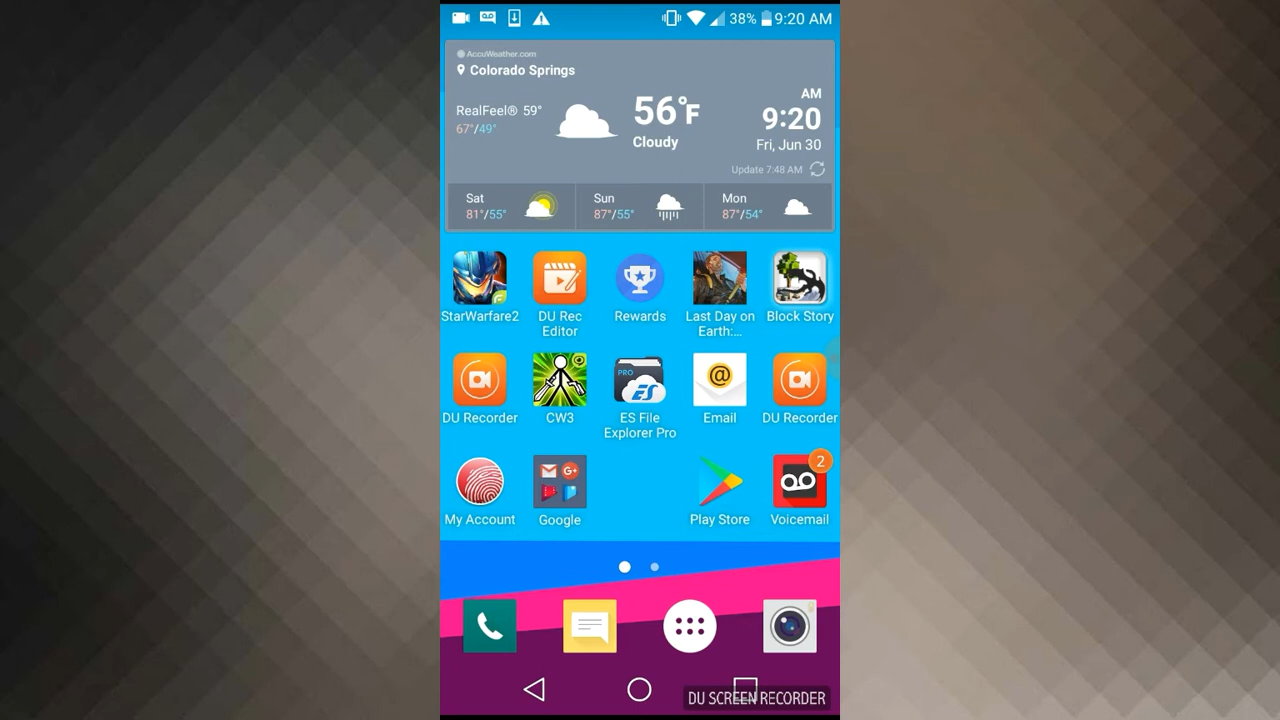 38% 9:20 AM
AccuWeather.com
Colorado Springs
RealFeel® 59°
67°/49°
56°F
Cloudy
AM
9:20
Fri, Jun 30
Update 7:48 AM
Sat
81°/55°
Sun
87°/55°
Mon
87°/54°
StarWarfare2
DU Rec
Editor
Rewards
Last Day on
Earth:...
Block Story
DU Recorder
CW3
PRO
ES
ES File
Explorer Pro
@
Email
DU Recorder
My Account
G+
Google
Play Store
2
Voicemail
DU SCREEN RECORDER